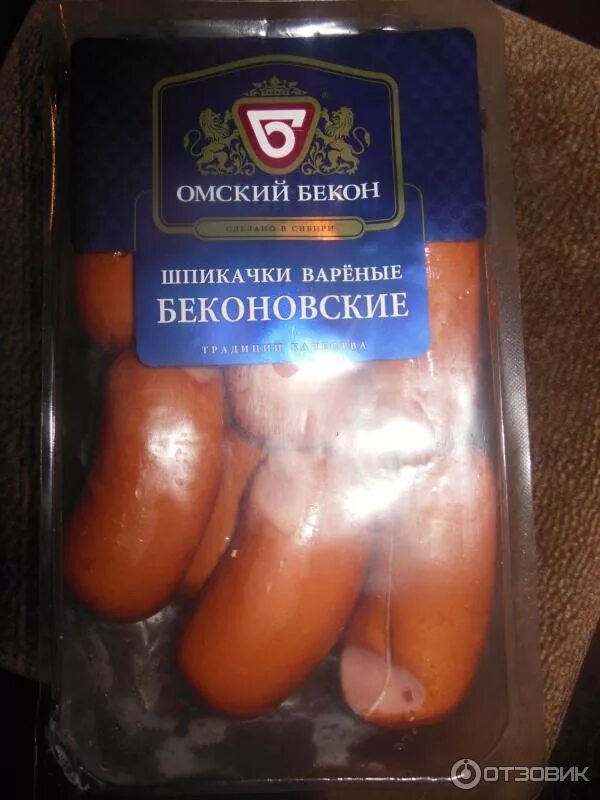 Б
ОМСКИЙ БЕКОН
СДЕЛАНО В СИБИРИ
ШПИКАЧКИ ВАРЁНЫЕ
БЕКОНОВСКИЕ
ТРАДИЦИИ КАЧЕСТВА
ОТЗОВИК